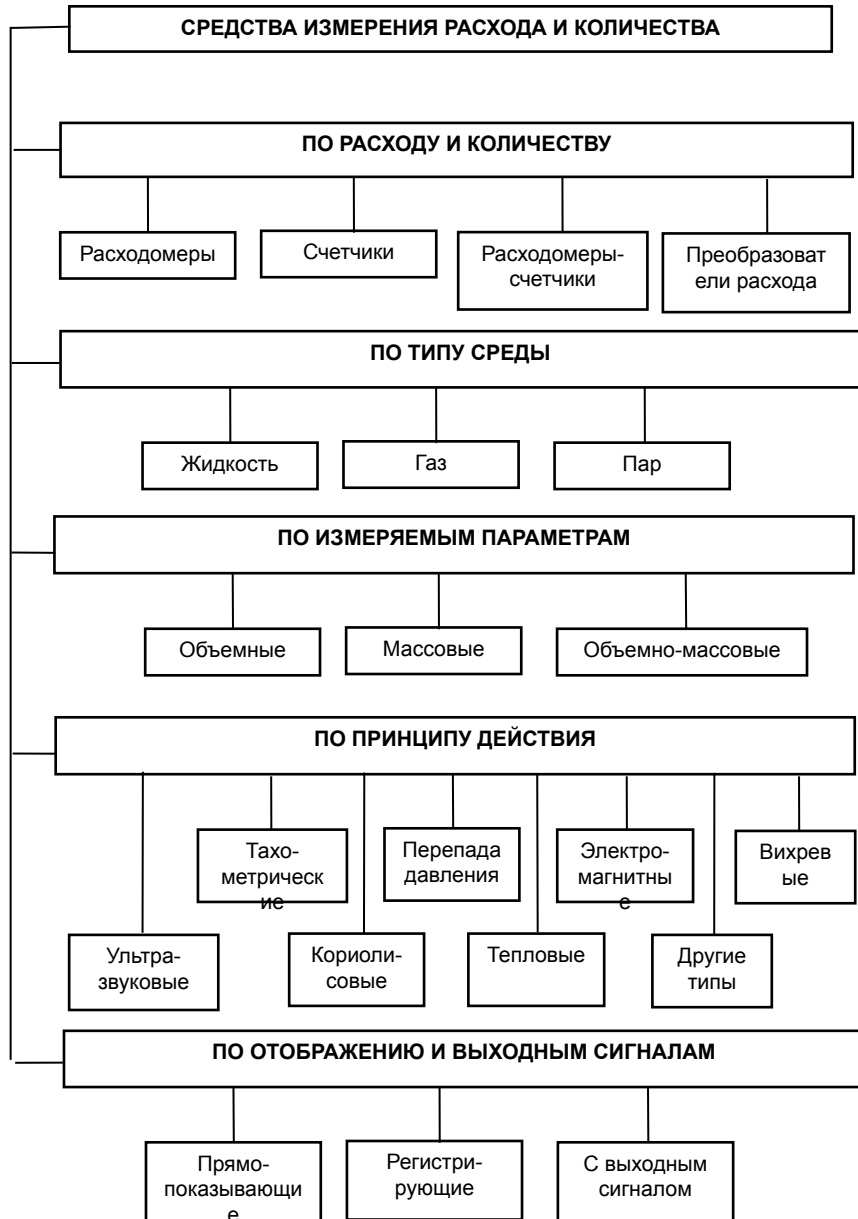 СРЕДСТВА ИЗМЕРЕНИЯ РАСХОДА И КОЛИЧЕСТВА
ПО РАСХОДУ И КОЛИЧЕСТВУ
Расходомеры
Счетчики
Расходомеры-
счетчики
Преобразоват
ели расхода
ПО ТИПУ СРЕДЫ
Жидкость
Газ
Пар
ПО ИЗМЕРЯЕМЫМ ПАРАМЕТРАМ
Объемные
Массовые
Объемно-массовые
ПО ПРИНЦИПУ ДЕЙСТВИЯ
Тахо-
метрическ
ие
Перепада
давления
Электро-
магнитны
е
Вихрев
ые
Ультра-
звуковые
Кориоли-
совые
Тепловые
Другие
типы
ПО ОТОБРАЖЕНИЮ И ВЫХОДНЫМ СИГНАЛАМ
Прямо-
показывающи
е
Регистри-
рующие
С выходным
сигналом